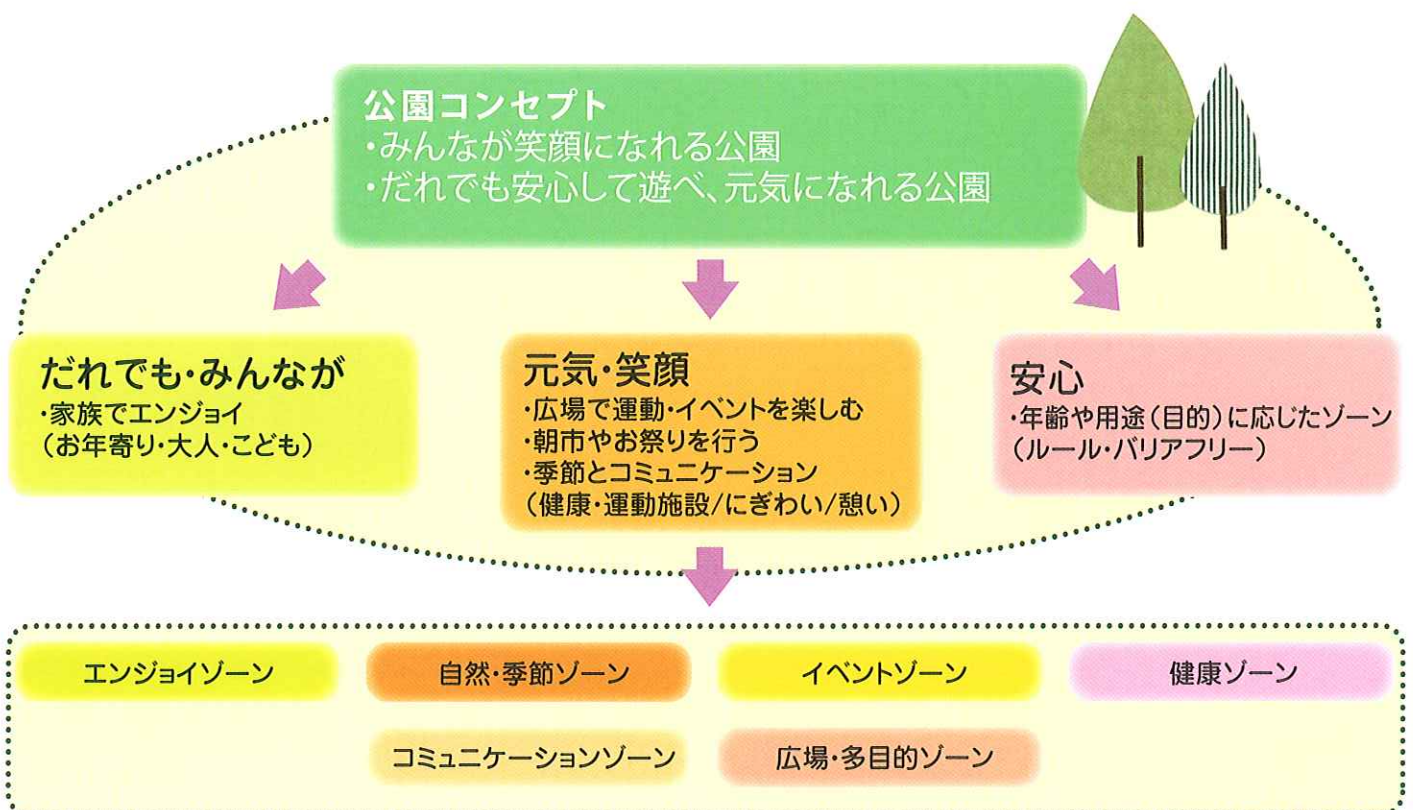 公園コンセプト
・みんなが笑顔になれる公園
・だれでも安心して遊べ、元気になれる公園
だれでも・みんなが
・家族でエンジョイ
（お年寄り・大人・こども）
元気・笑顔
・広場で運動・イベントを楽しむ
・朝市やお祭りを行う
・季節とコミュニケーション
（健康・運動施設/にぎわい/憩い）
安心
・年齢や用途（目的）に応じたゾーン
（ルール・バリアフリー）
エンジョイゾーン
自然・季節ゾーン
イベントゾーン
健康ゾーン
コミュニケーションゾーン
広場・多目的ゾーン